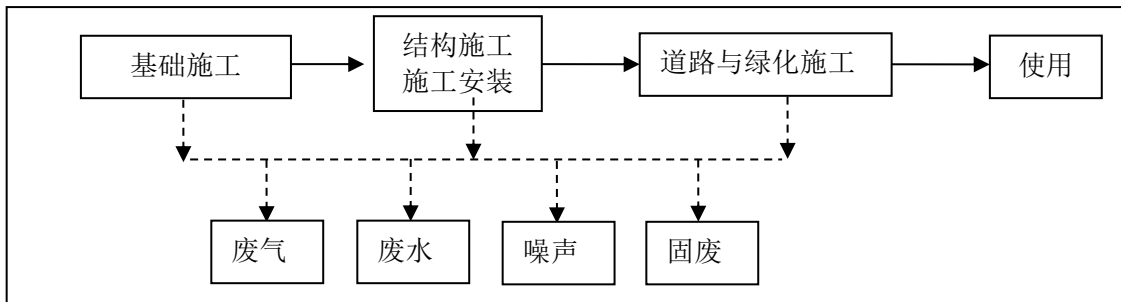 基础施工
结构施工
施工安装
道路与绿化施工
使用
废气
废水
噪声
固废